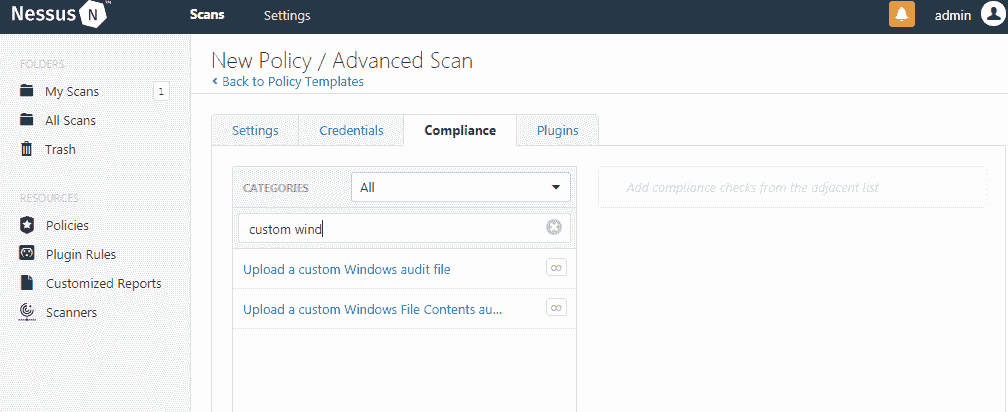 Nessus N ™ Scans Settings admin
FOLDERS
My Scans 1
All Scans
Trash
RESOURCES
Policies
Plugin Rules
Customized Reports
Scanners
New Policy / Advanced Scan
Back to Policy Templates
Settings Credentials Compliance Plugins
CATEGORIES All
custom wind
Upload a custom Windows audit file ∞
Upload a custom Windows File Contents au... ∞
Add compliance checks from the adjacent list